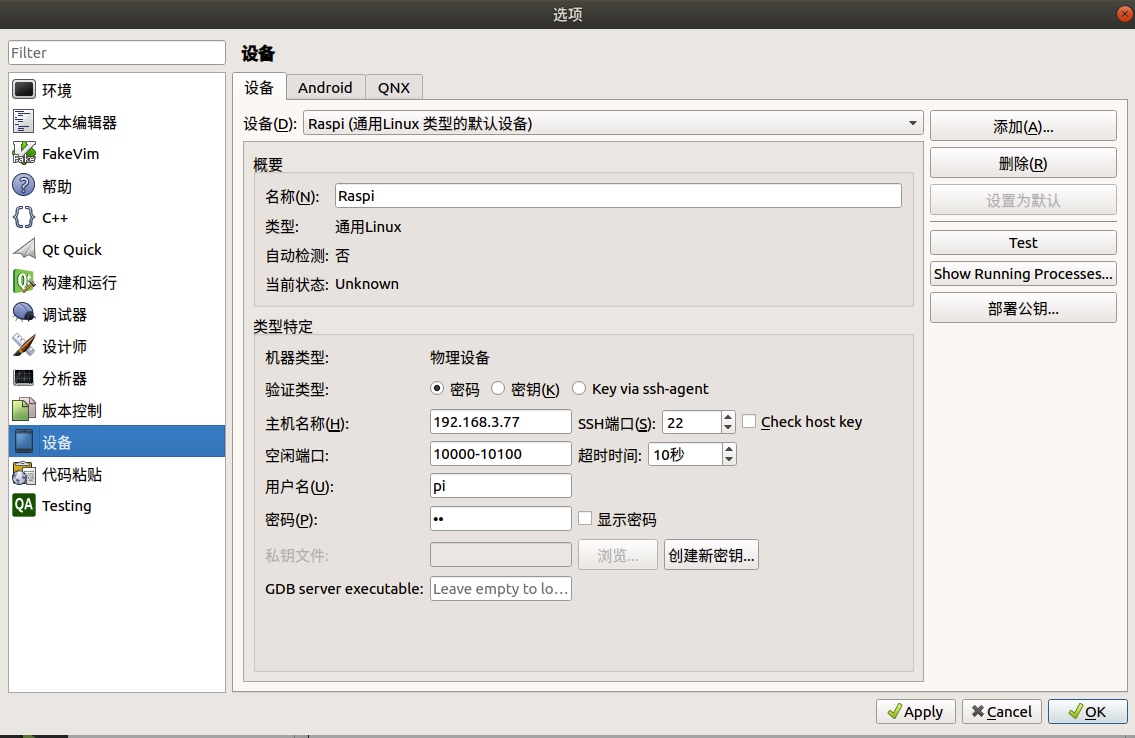 选项
Filter
环境
文本编辑器
FakeVim
帮助
C++
Qt Quick
构建和运行
调试器
设计师
分析器
版本控制
设备
代码粘贴
QA Testing
设备
设备 Android QNX
设备(D): Raspi (通用Linux 类型的默认设备)
概要
名称(N): Raspi
类型: 通用Linux
自动检测: 否
当前状态: Unknown
类型特定
机器类型: 物理设备
验证类型: 密码 密钥(K) Key via ssh-agent
主机名称(H): 192.168.3.77 SSH端口(S): 22 Check host key
空闲端口: 10000-10100 超时时间: 10秒
用户名(U): pi
密码(P): •• 显示密码
私钥文件: 浏览... 创建新密钥...
GDB server executable: Leave empty to lo...
添加(A)...
删除(R)
设置为默认
Test
Show Running Processes...
部署公钥...
Apply Cancel OK